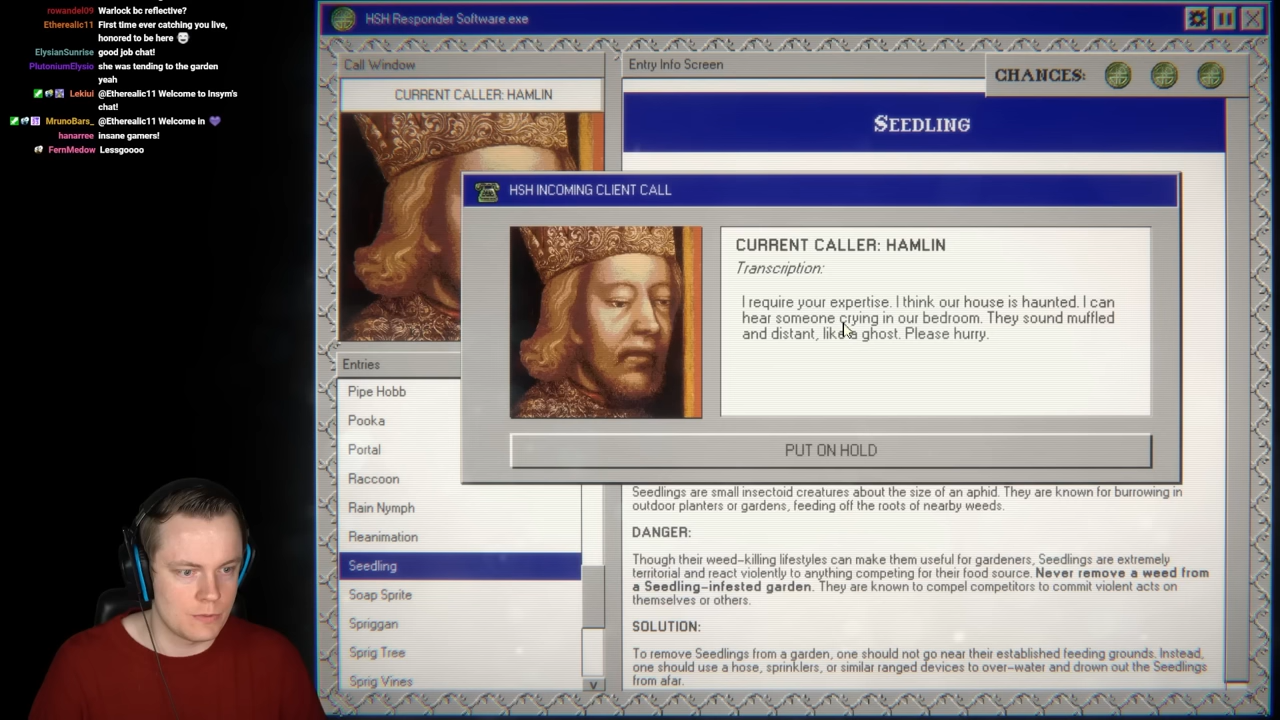 rowandel09 Warlock bc reflective?
Etherealic11 First time ever catching you live,
honored to be here
ElysianSunrise good job chat!
PlutoniumElysio she was tending to the garden
yeah
Lekiui @Etherealic11 Welcome to Insym's
chat!
MrunoBars_ @Etherealic11 Welcome in
hanarree insane gamers!
FernMedow Lessgoooo
HSH Responder Software.exe
Call Window
CURRENT CALLER: HAMLIN
Entry Info Screen
CHANCES:
SEEDLING
HSH INCOMING CLIENT CALL
CURRENT CALLER: HAMLIN
Transcription:
I require your expertise. I think our house is haunted. I can
hear someone crying in our bedroom. They sound muffled
and distant, like a ghost. Please hurry.
PUT ON HOLD
Entries
Pipe Hobb
Pooka
Portal
Raccoon
Rain Nymph
Reanimation
Seedling
Soap Sprite
Spriggan
Sprig Tree
Sprig Vines
Seedlings are small insectoid creatures about the size of an aphid. They are known for burrowing in
outdoor planters or gardens, feeding off the roots of nearby weeds.
DANGER:
Though their weed-killing lifestyles can make them useful for gardeners, Seedlings are extremely
territorial and react violently to anything competing for their food source. Never remove a weed from
a Seedling-infested garden. They are known to compel competitors to commit violent acts on
themselves or others.
SOLUTION:
To remove Seedlings from a garden, one should not go near their established feeding grounds. Instead,
one should use a hose, sprinklers, or similar ranged devices to over-water and drown out the Seedlings
from afar.